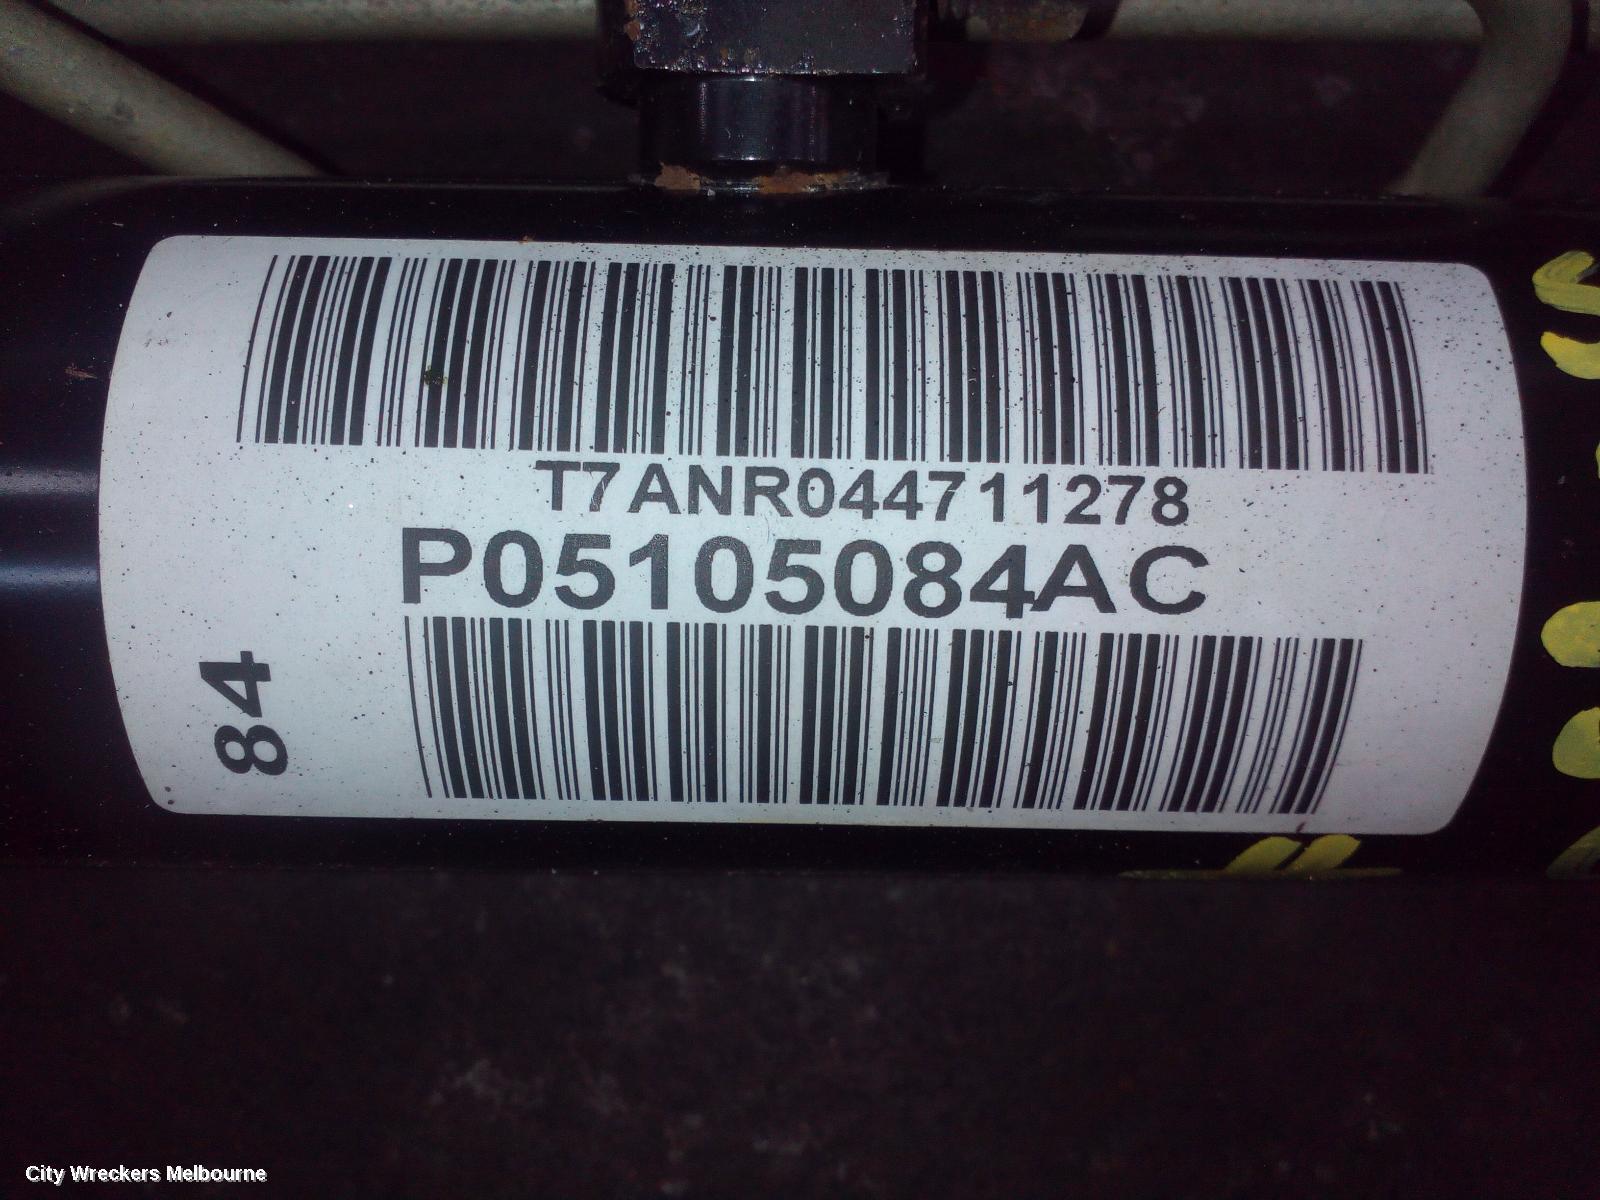 T7ANR044711278
P05105084AC
84
City Wreckers Melbourne